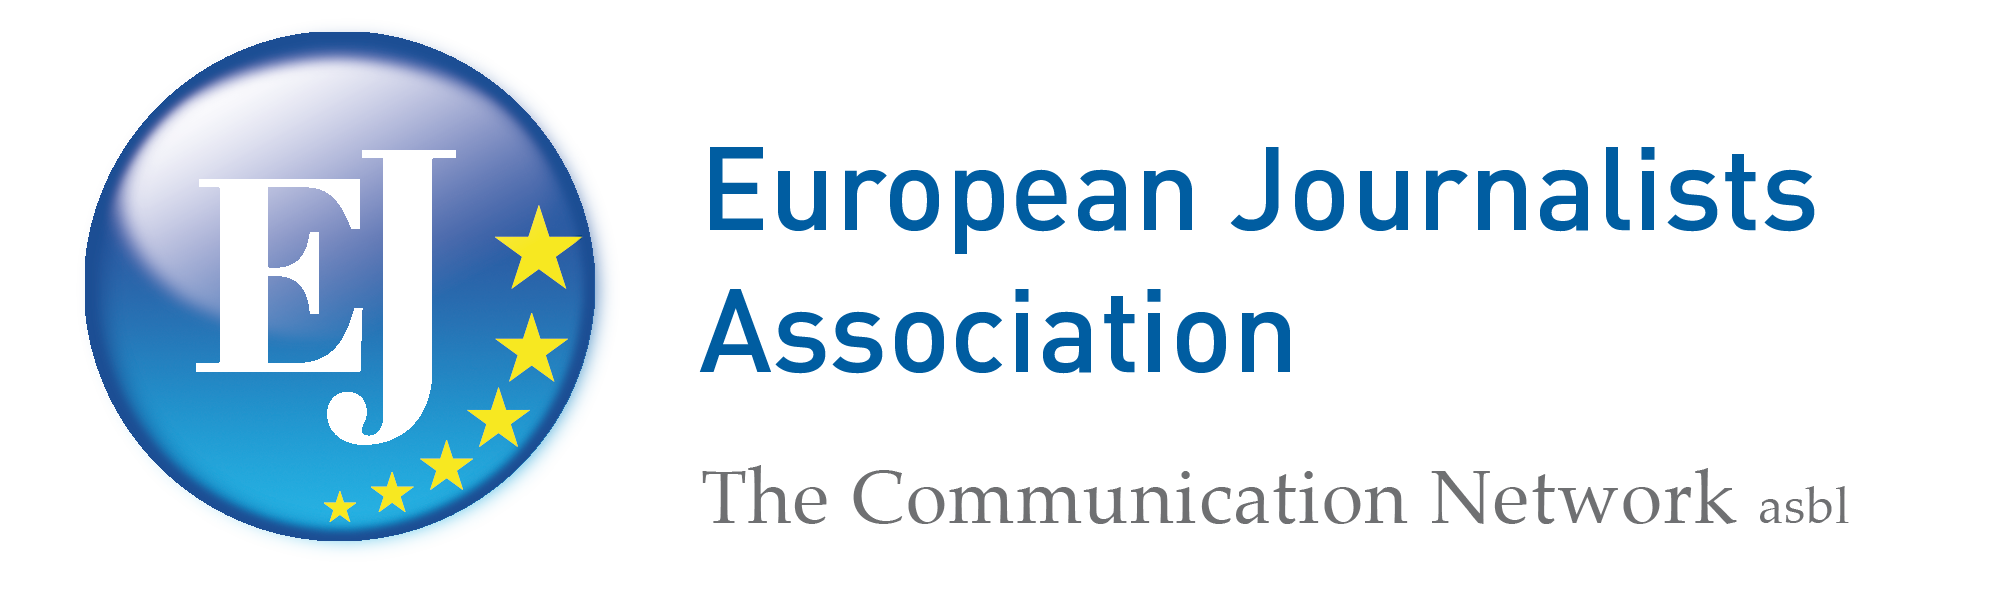 EJ
European Journalists
Association
The Communication Network asbl